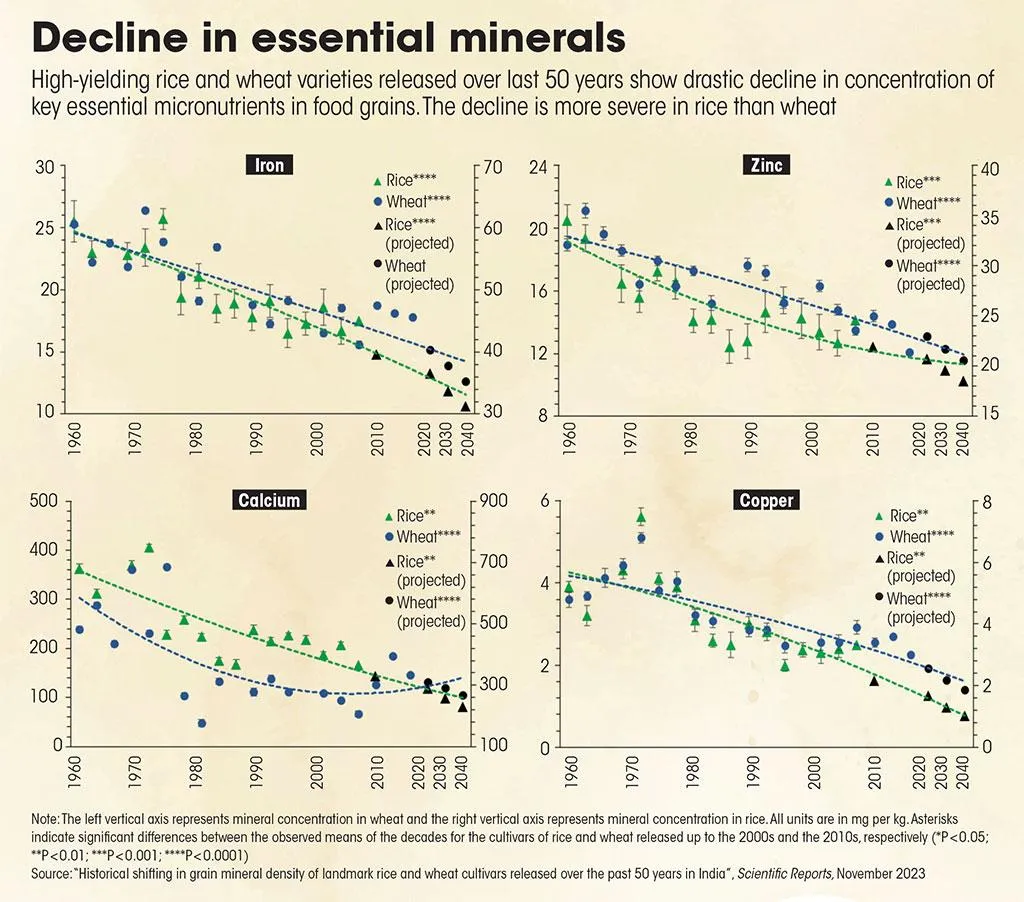 Decline in essential minerals
High-yielding rice and wheat varieties released over last 50 years show drastic decline in concentration of
key essential micronutrients in food grains. The decline is more severe in rice than wheat
Iron
30
25
20
15
10
70
60
50
40
30
Rice****
Wheat****
Rice****
(projected)
Wheat
(projected)
1960
1970
1980
1990
2000
2010
2020
2030
2040
Zinc
24
20
16
12
8
40
35
30
25
20
15
Rice***
Wheat****
Rice***
(projected)
Wheat****
(projected)
1960
1970
1980
1990
2000
2010
2020
2030
2040
Calcium
500
400
300
200
100
0
900
700
500
300
100
Rice**
Wheat****
Rice**
(projected)
Wheat****
(projected)
1960
1970
1980
1990
2000
2010
2020
2030
2040
Copper
6
4
2
0
8
6
4
2
0
Rice**
Wheat****
Rice**
(projected)
Wheat****
(projected)
1960
1970
1980
1990
2000
2010
2020
2030
2040
Note: The left vertical axis represents mineral concentration in wheat and the right vertical axis represents mineral concentration in rice. All units are in mg per kg. Asterisks
indicate significant differences between the observed means of the decades for the cultivars of rice and wheat released up to the 2000s and the 2010s, respectively (*P<0.05;
**P<0.01; ***P<0.001; ****P<0.0001)
Source: "Historical shifting in grain mineral density of landmark rice and wheat cultivars released over the past 50 years in India", Scientific Reports, November 2023